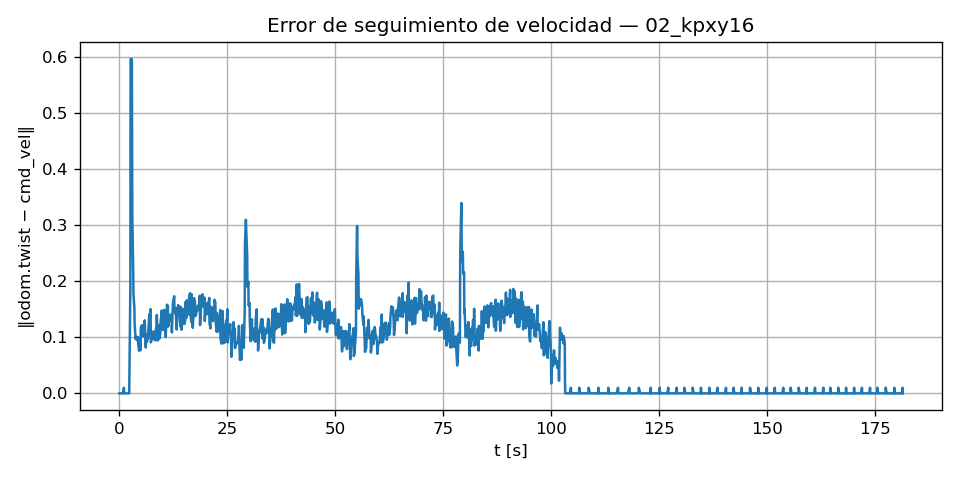 Error de seguimiento de velocidad — 02_kpxy16
‖odom.twist − cmd_vel‖
0.6
0.5
0.4
0.3
0.2
0.1
0.0
0 25 50 75 100 125 150 175
t [s]